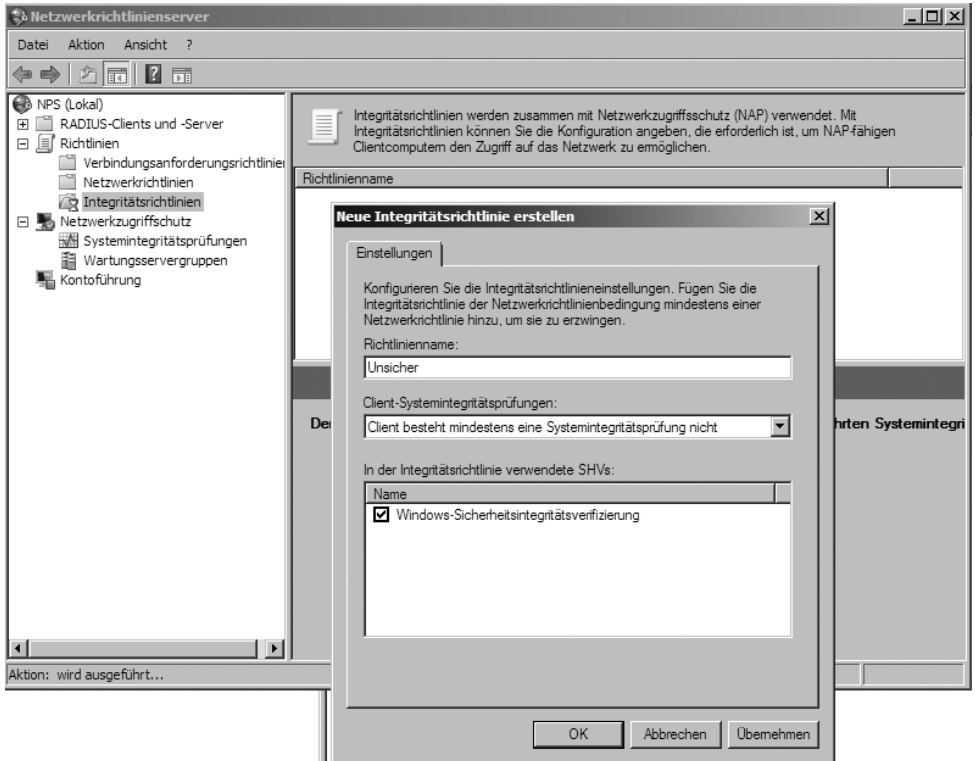 Netzwerkrichtlinienserver
Datei Aktion Ansicht ?
NPS (Lokal)
RADIUS-Clients und -Server
Richtlinien
Verbindungsanforderungsrichtlinien
Netzwerkrichtlinien
Integritätsrichtlinien
Netzwerkzugriffschutz
Systemintegritätsprüfungen
Wartungsservergruppen
Kontoführung
Integritätsrichtlinien werden zusammen mit Netzwerkzugriffsschutz (NAP) verwendet. Mit
Integritätsrichtlinien können Sie die Konfiguration angeben, die erforderlich ist, um NAP-fähigen
Clientcomputern den Zugriff auf das Netzwerk zu ermöglichen.
Richtlinienname
Neue Integritätsrichtlinie erstellen
Einstellungen
Konfigurieren Sie die Integritätsrichtlinieneinstellungen. Fügen Sie die
Integritätsrichtlinie der Netzwerkrichtlinienbedingung mindestens einer
Netzwerkrichtlinie hinzu, um sie zu erzwingen.
Richtlinienname:
Unsicher
Client-Systemintegritätsprüfungen:
Client besteht mindestens eine Systemintegritätsprüfung nicht
hrten Systemintegri
In der Integritätsrichtlinie verwendete SHVs:
Name
Windows-Sicherheitsintegritätsverifizierung
Aktion: wird ausgeführt...
OK Abbrechen Übernehmen